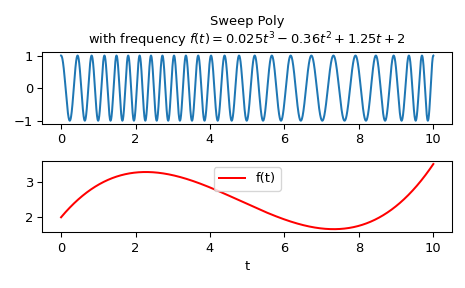 Sweep Poly
with frequency f(t) = 0.025t³ − 0.36t² + 1.25t + 2
1
0
−1
0 2 4 6 8 10
3
2
f(t)
0 2 4 6 8 10
t